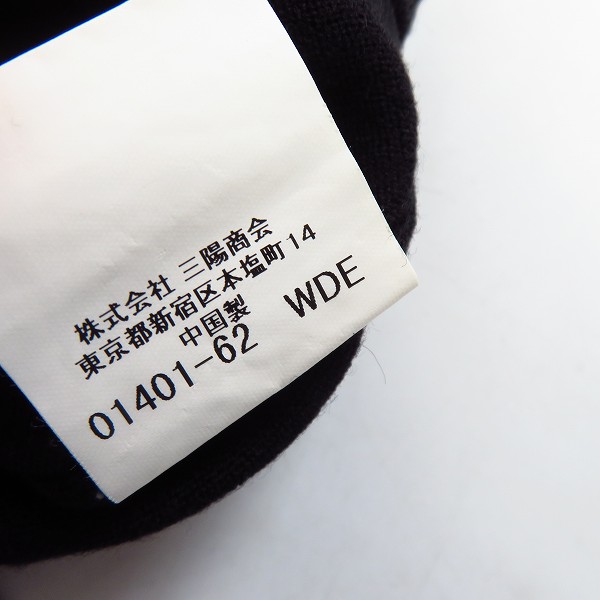 株式会社 三陽商会
東京都新宿区本塩町14
中国製
01401-62 WDE